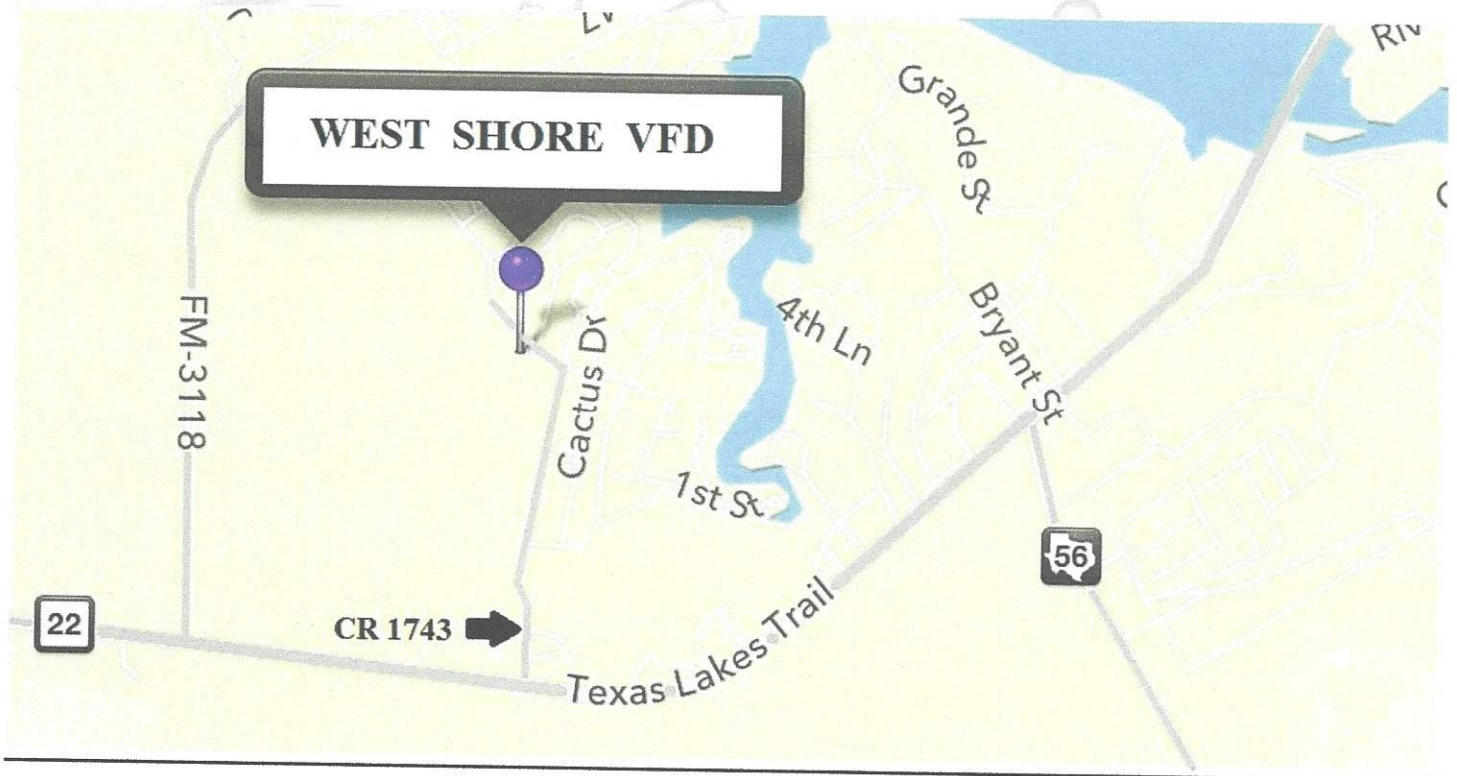 WEST SHORE VFD
Grande St
FM-3118
Cactus Dr
4th Ln
Bryant St
1st St
56
22
CR 1743
Texas Lakes Trail